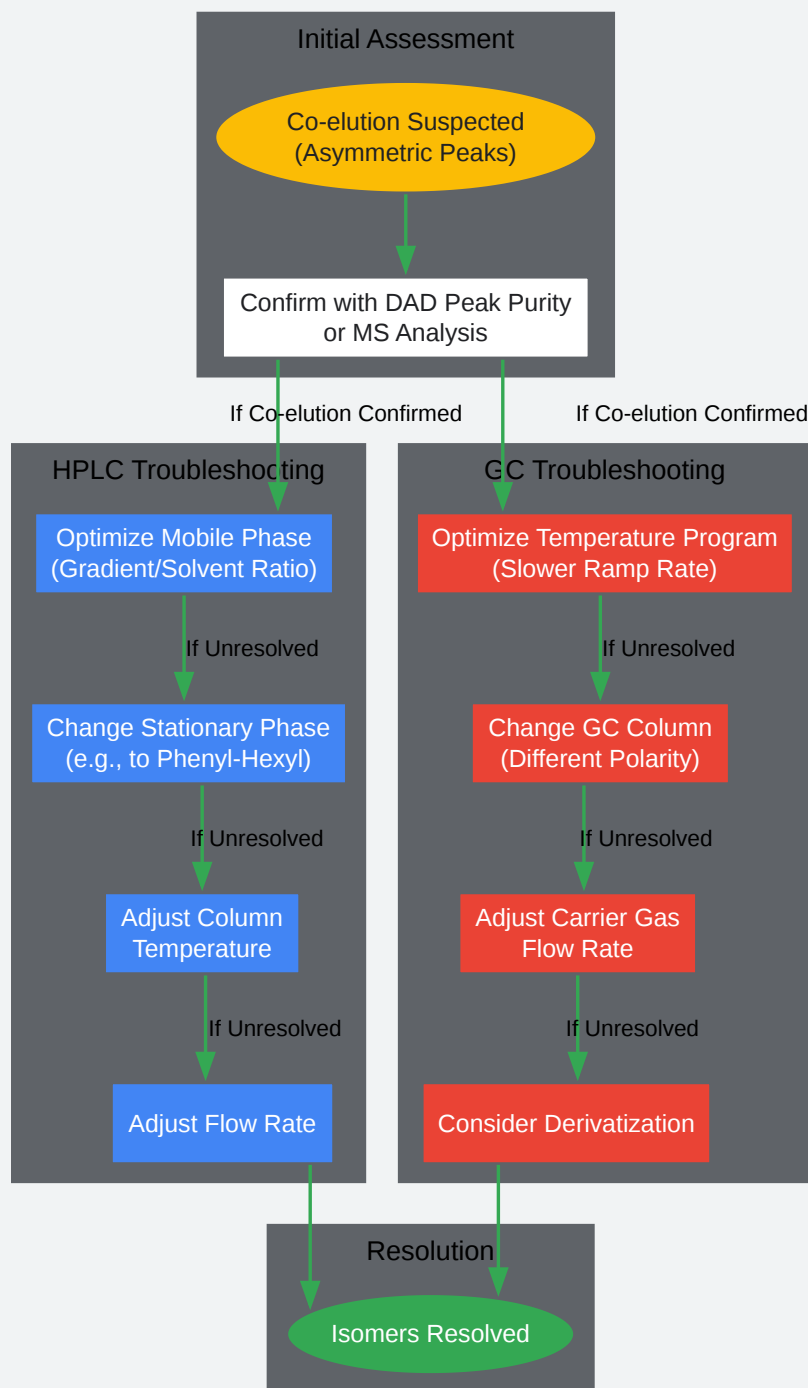 Initial Assessment
Co-elution Suspected
(Asymmetric Peaks)
Confirm with DAD Peak Purity
or MS Analysis
If Co-elution Confirmed
If Co-elution Confirmed
HPLC Troubleshooting
Optimize Mobile Phase
(Gradient/Solvent Ratio)
If Unresolved
Change Stationary Phase
(e.g., to Phenyl-Hexyl)
If Unresolved
Adjust Column
Temperature
If Unresolved
Adjust Flow Rate
GC Troubleshooting
Optimize Temperature Program
(Slower Ramp Rate)
If Unresolved
Change GC Column
(Different Polarity)
If Unresolved
Adjust Carrier Gas
Flow Rate
If Unresolved
Consider Derivatization
Resolution
Isomers Resolved